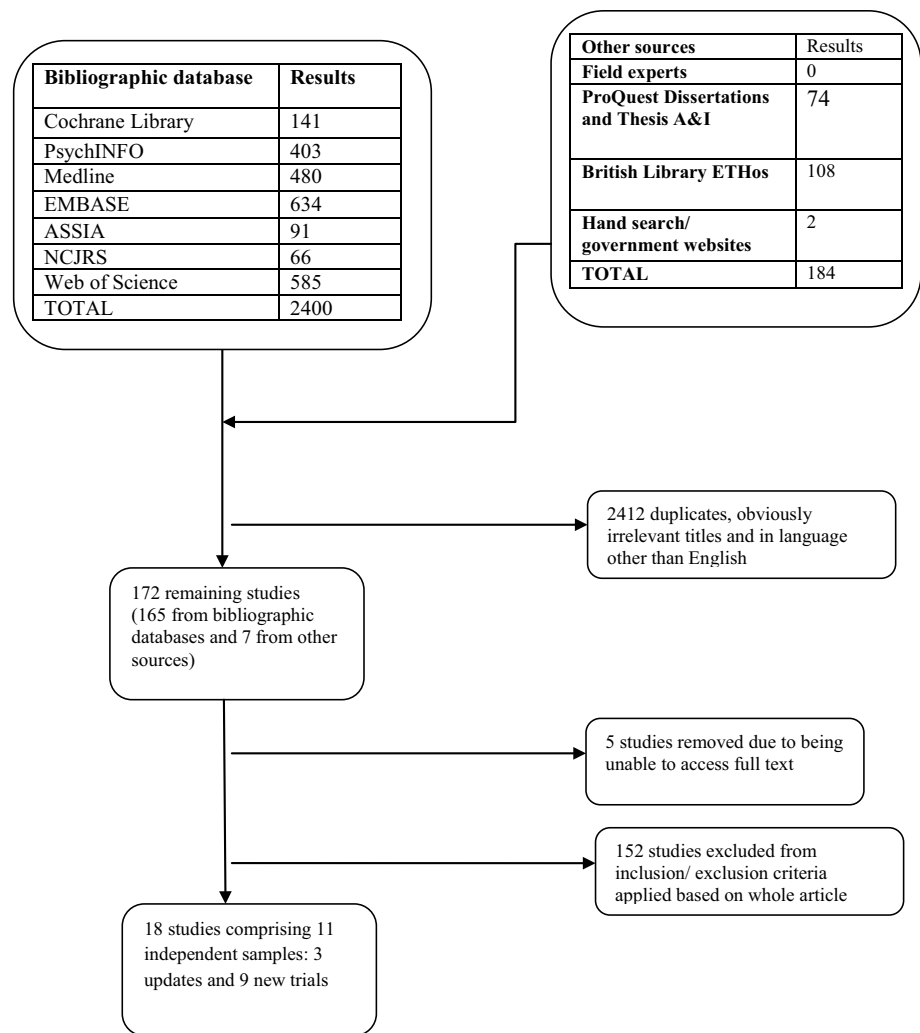 Bibliographic database Results
Cochrane Library 141
PsychINFO 403
Medline 480
EMBASE 634
ASSIA 91
NCJRS 66
Web of Science 585
TOTAL 2400
Other sources Results
Field experts 0
ProQuest Dissertations 74
and Thesis A&I
British Library ETHos 108
Hand search/ 2
government websites
TOTAL 184
2412 duplicates, obviously
irrelevant titles and in language
other than English
172 remaining studies
(165 from bibliographic
databases and 7 from other
sources)
5 studies removed due to being
unable to access full text
152 studies excluded from
inclusion/ exclusion criteria
applied based on whole article
18 studies comprising 11
independent samples: 3
updates and 9 new trials